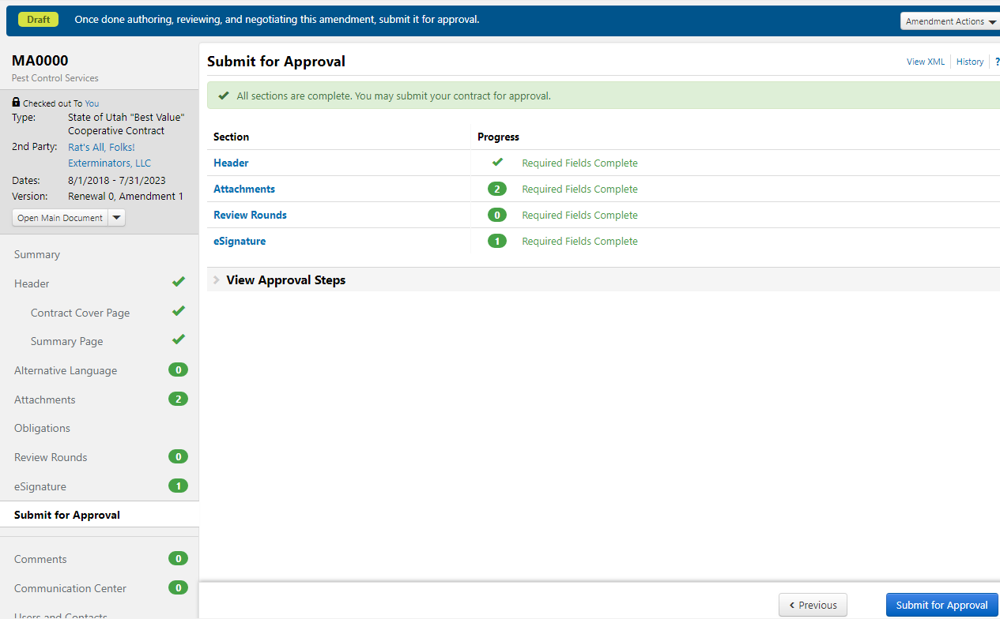 Draft
Once done authoring, reviewing, and negotiating this amendment, submit it for approval.
Amendment Actions
MA0000
Pest Control Services
Checked out To You
Type: State of Utah "Best Value"
Cooperative Contract
2nd Party: Rat's All, Folks!
Exterminators, LLC
Dates: 8/1/2018 - 7/31/2023
Version: Renewal 0, Amendment 1
Open Main Document
Summary
Header
Contract Cover Page
Summary Page
Alternative Language 0
Attachments 2
Obligations
Review Rounds 0
eSignature 1
Submit for Approval
Comments 0
Communication Center 0
Users and Contacts
Submit for Approval
View XML History ?
All sections are complete. You may submit your contract for approval.
Section Progress
Header Required Fields Complete
Attachments 2 Required Fields Complete
Review Rounds 0 Required Fields Complete
eSignature 1 Required Fields Complete
View Approval Steps
Previous
Submit for Approval